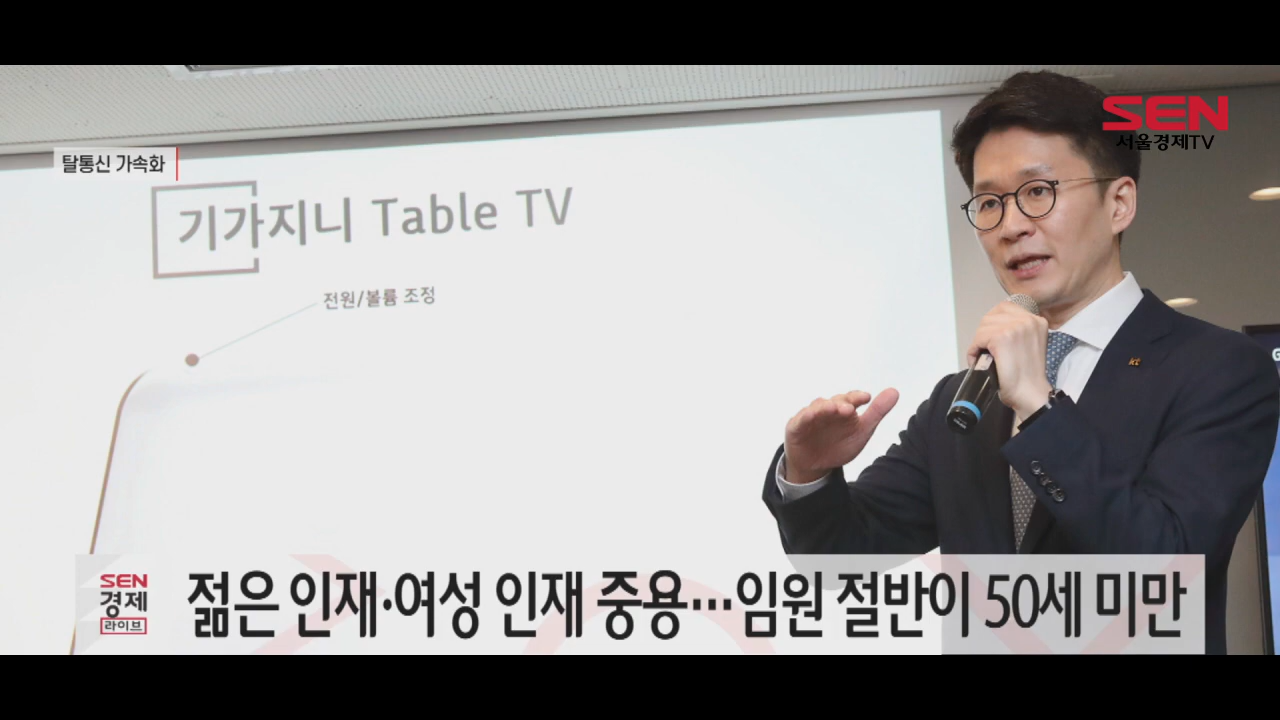 SEN
서울경제TV
탈통신 가속화
기가지니 Table TV
전원/볼륨 조정
kt
G
SEN
경제
라이브
젊은 인재·여성 인재 중용…임원 절반이 50세 미만